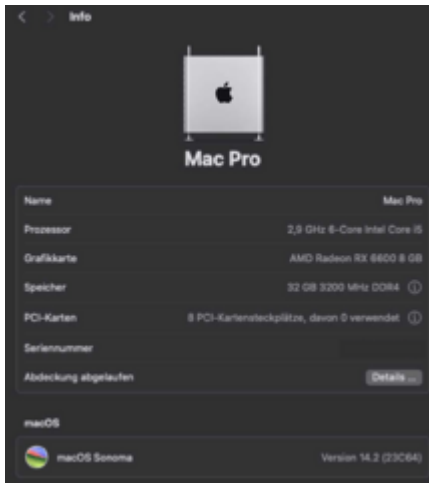 Info
Mac Pro
Name Mac Pro
Prozessor 2,9 GHz 6-Core Intel Core i5
Grafikkarte AMD Radeon RX 6600 8 GB
Speicher 32 GB 3200 MHz DDR4
PCI-Karten 8 PCI-Kartensteckplätze, davon 0 verwendet
Seriennummer
Abdeckung abgelaufen Details ...
macOS
macOS Sonoma Version 14.2 (23C64)